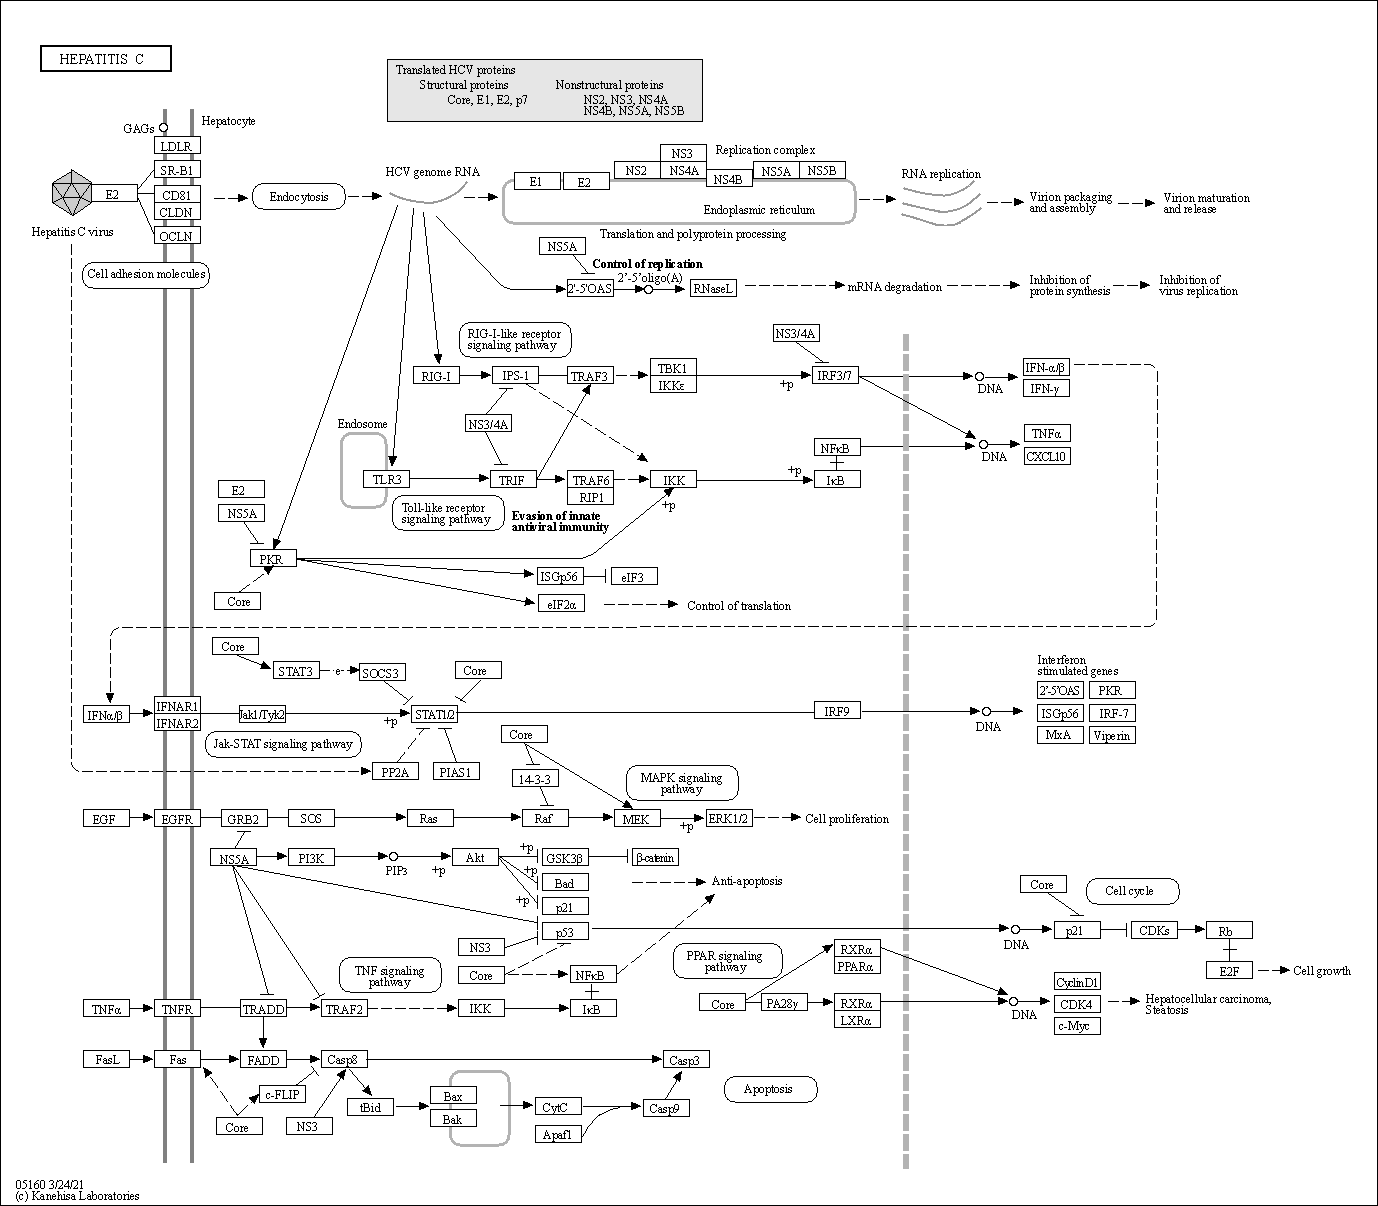 HEPATITIS C
Translated HCV proteins
Structural proteins
Nonstructural proteins
Core, E1, E2, p7
NS2, NS3, NS4A
NS4B, NS5A, NS5B
GAGs
Hepatocyte
LDLR
SR-B1
E2
CD81
CLDN
OCLN
Hepatitis C virus
Cell adhesion molecules
Endocytosis
HCV genome RNA
E1
E2
NS2
NS3
NS4A
NS4B
NS5A
NS5B
Replication complex
Endoplasmic reticulum
Translation and polyprotein processing
RNA replication
Virion packaging
and assembly
Virion maturation
and release
NS5A
Control of replication
2'-5'OAS
2'-5'oligo(A)
RNaseL
mRNA degradation
Inhibition of
protein synthesis
Inhibition of
virus replication
RIG-I-like receptor
signaling pathway
NS3/4A
RIG-I
IPS-1
TRAF3
TBK1
IKKε
+p
IRF3/7
DNA
IFN-α/β
IFN-γ
NS3/4A
Endosome
TLR3
TRIF
TRAF6
RIP1
IKK
+p
+p
NFκB
IκB
DNA
TNFα
CXCL10
Toll-like receptor
signaling pathway
Evasion of innate
antiviral immunity
E2
NS5A
PKR
Core
ISGp56
eIF3
eIF2α
Control of translation
Core
STAT3
e
SOCS3
Core
IFNα/β
IFNAR1
IFNAR2
Jak1/Tyk2
+p
STAT1/2
IRF9
DNA
Interferon
stimulated genes
2'-5'OAS
PKR
ISGp56
IRF-7
MxA
Viperin
Jak-STAT signaling pathway
PP2A
PIAS1
Core
14-3-3
MAPK signaling
pathway
EGF
EGFR
GRB2
SOS
Ras
Raf
MEK
+p
ERK1/2
Cell proliferation
NS5A
PI3K
PIP3
+p
Akt
+p
GSK3β
β-catenin
+p
Bad
Anti-apoptosis
+p
p21
p53
NS3
Core
NFκB
PPAR signaling
pathway
RXRα
PPARα
Core
Cell cycle
DNA
p21
CDKs
Rb
E2F
Cell growth
TNF signaling
pathway
TNFα
TNFR
TRADD
TRAF2
IKK
IκB
Core
PA28γ
RXRα
LXRα
DNA
CyclinD1
CDK4
c-Myc
Hepatocellular carcinoma,
Steatosis
FasL
Fas
FADD
Casp8
Casp3
c-FLIP
Core
NS3
tBid
Bax
Bak
CytC
Apaf1
Casp9
Apoptosis
05160 3/24/21
(c) Kanehisa Laboratories